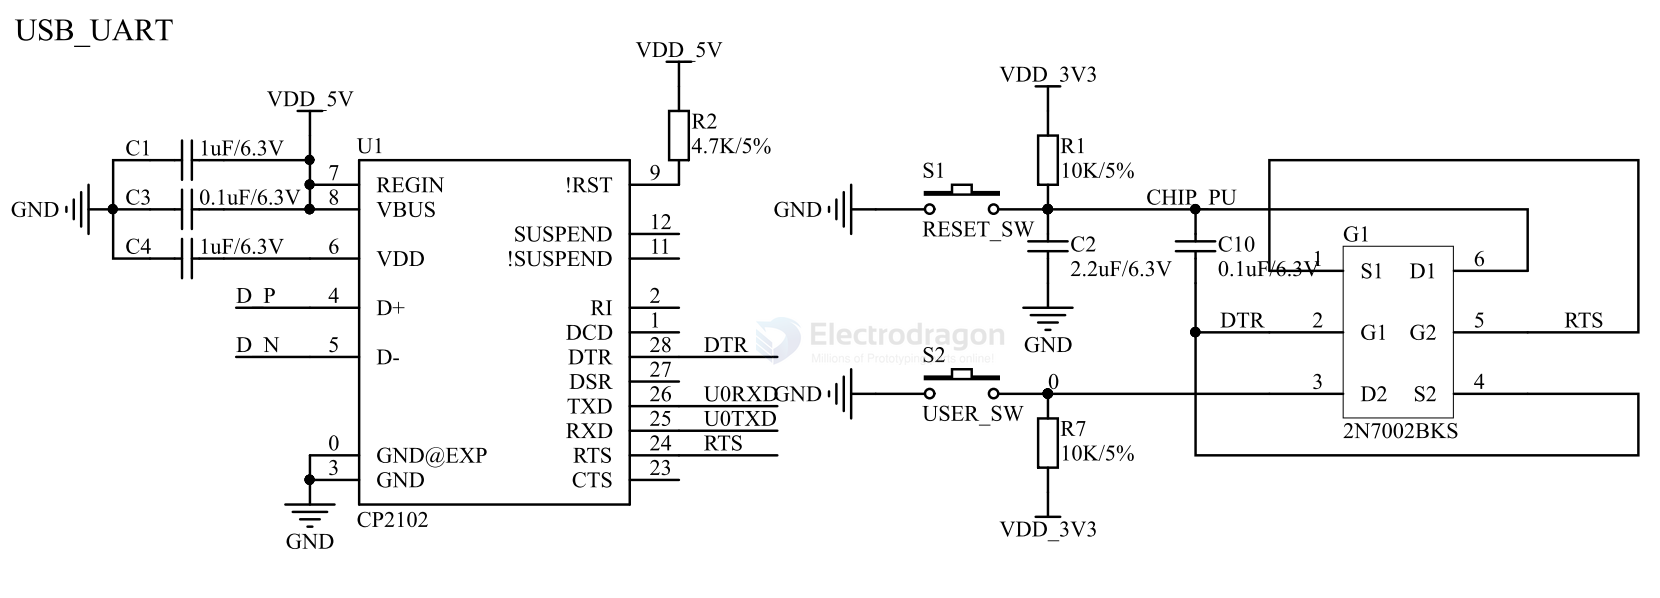 USB_UART
VDD_5V
VDD_5V
C1
1uF/6.3V
C3
0.1uF/6.3V
C4
1uF/6.3V
GND
U1
7
REGIN
8
VBUS
6
VDD
D_P
4
D+
D_N
5
D-
0
GND@EXP
3
GND
GND
CP2102
R2
4.7K/5%
!RST
9
SUSPEND
12
!SUSPEND
11
RI
2
DCD
1
DTR
28
DTR
DSR
27
TXD
26
U0RXD
RXD
25
U0TXD
RTS
24
RTS
CTS
23
VDD_3V3
R1
10K/5%
S1
GND
RESET_SW
CHIP_PU
C2
2.2uF/6.3V
GND
C10
0.1uF/6.3V
S2
GND
USER_SW
0
R7
10K/5%
VDD_3V3
G1
1
S1
D1
6
DTR
2
G1
G2
5
RTS
3
D2
S2
4
2N7002BKS
Electrodragon